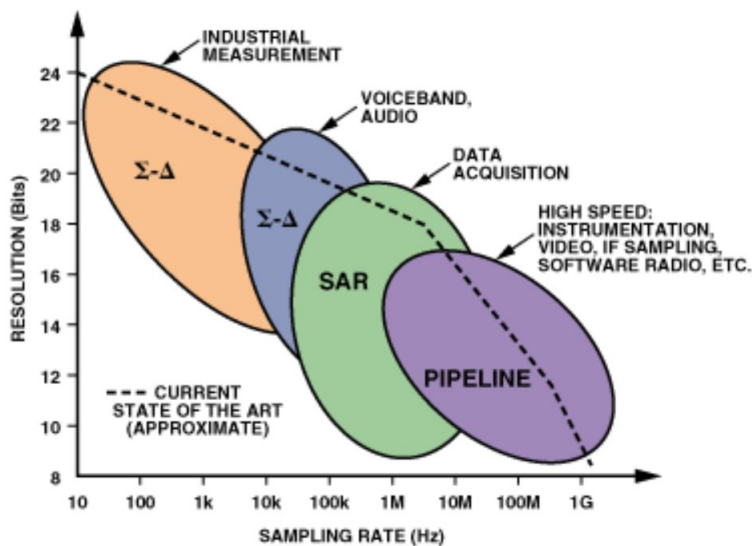 INDUSTRIAL
MEASUREMENT
VOICEBAND,
AUDIO
DATA
ACQUISITION
HIGH SPEED:
INSTRUMENTATION,
VIDEO, IF SAMPLING,
SOFTWARE RADIO, ETC.
Σ-Δ
Σ-Δ
SAR
PIPELINE
CURRENT
STATE OF THE ART
(APPROXIMATE)
RESOLUTION (Bits)
24
22
20
18
16
14
12
10
8
10 100 1k 10k 100k 1M 10M 100M 1G
SAMPLING RATE (Hz)